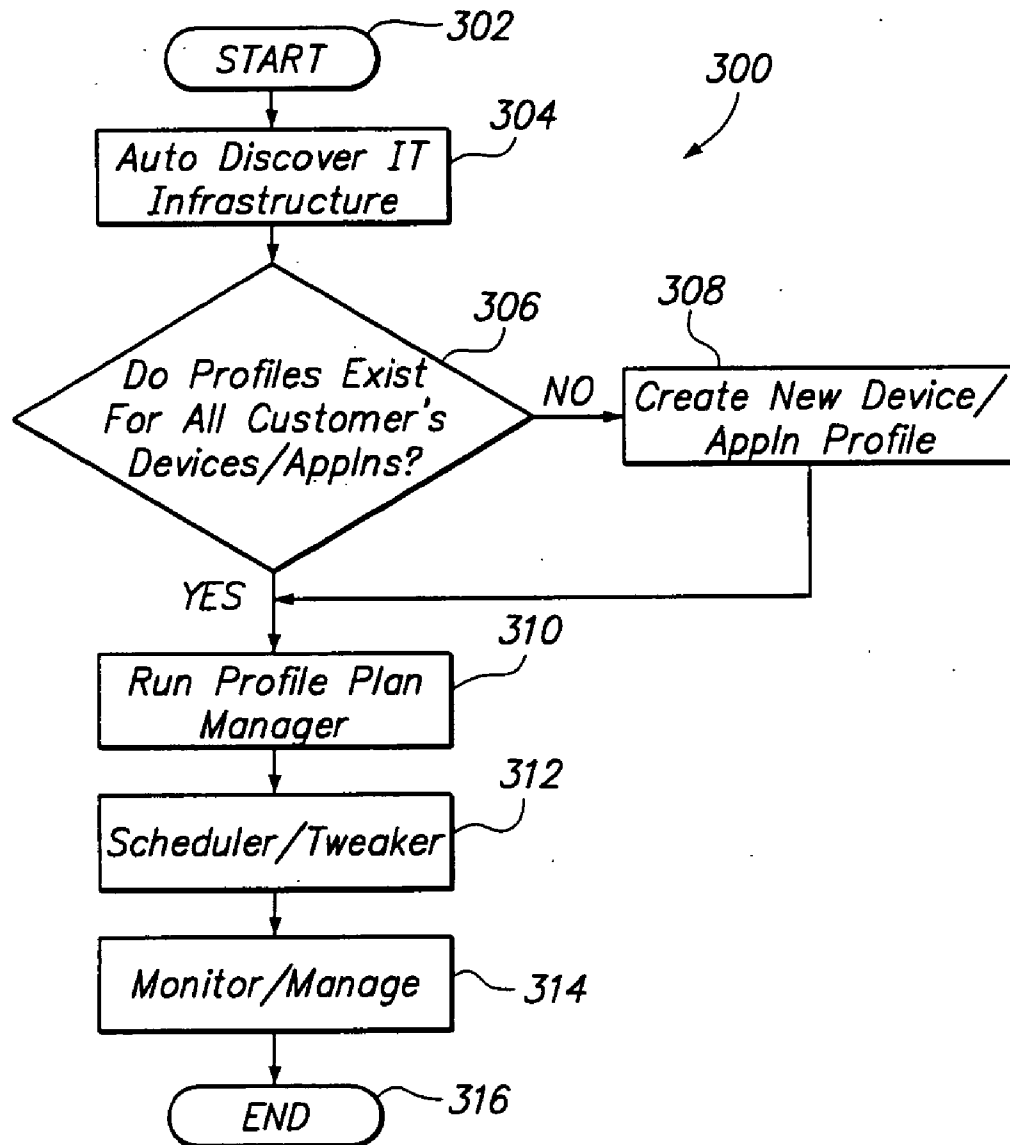 302
START
300
304
Auto Discover IT
Infrastructure
306
Do Profiles Exist
For All Customer's
Devices/Applns?
NO
308
Create New Device/
Appln Profile
YES
310
Run Profile Plan
Manager
312
Scheduler/Tweaker
Monitor/Manage
314
END
316